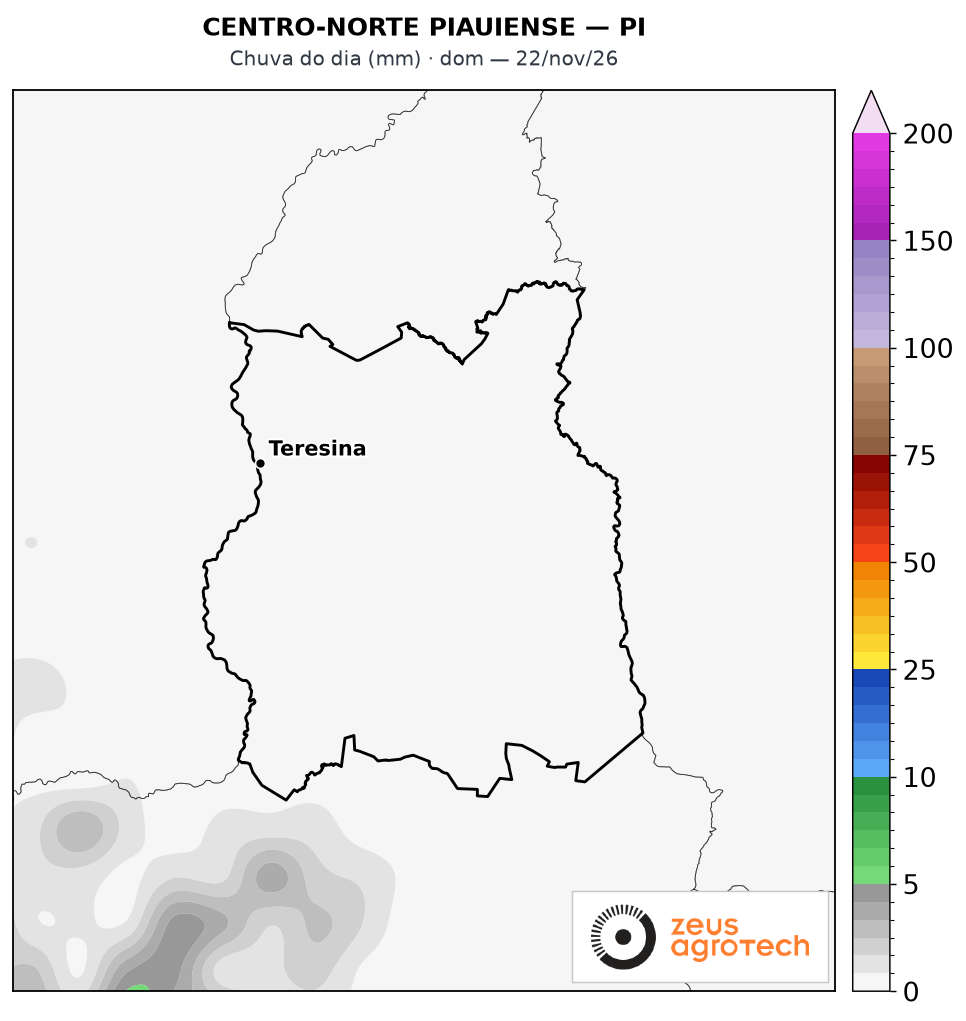 CENTRO-NORTE PIAUIENSE — PI
Chuva do dia (mm) · dom — 22/nov/26
200
150
100
75
50
25
10
5
0
Teresina
zeus
agrotech